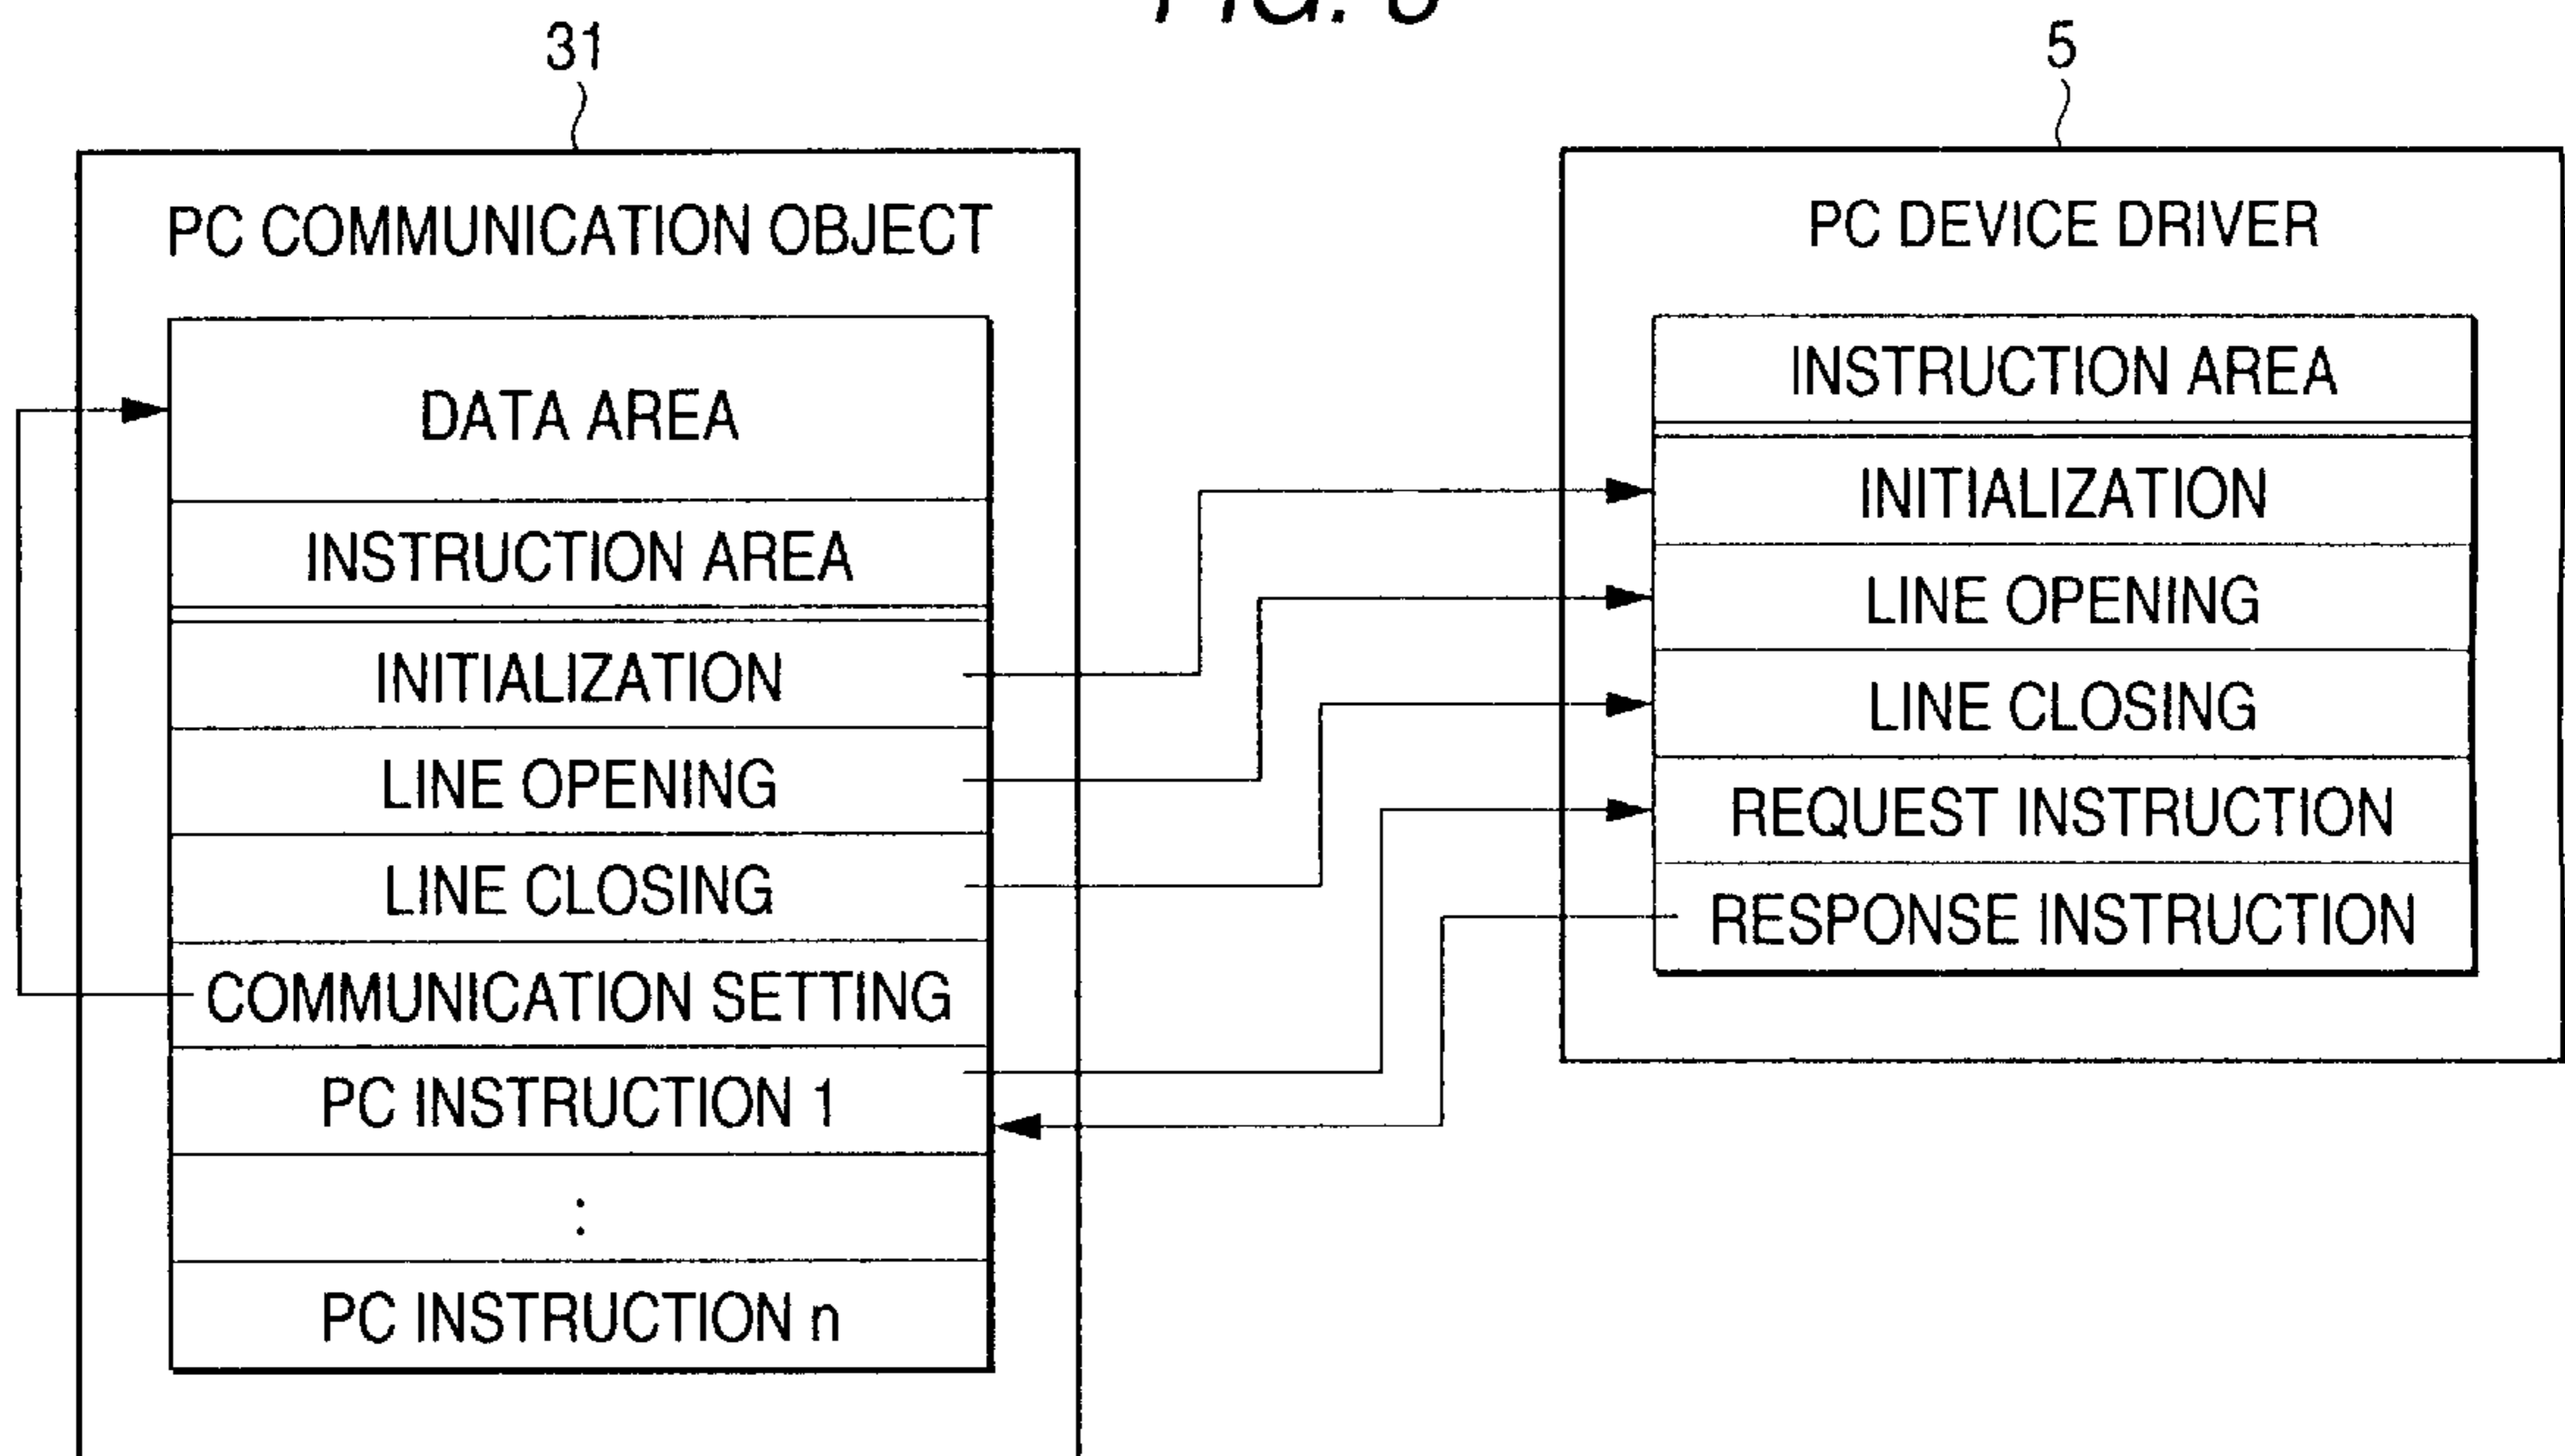 31
PC COMMUNICATION OBJECT
DATA AREA
INSTRUCTION AREA
INITIALIZATION
LINE OPENING
LINE CLOSING
COMMUNICATION SETTING
PC INSTRUCTION 1
:
PC INSTRUCTION n
5
PC DEVICE DRIVER
INSTRUCTION AREA
INITIALIZATION
LINE OPENING
LINE CLOSING
REQUEST INSTRUCTION
RESPONSE INSTRUCTION